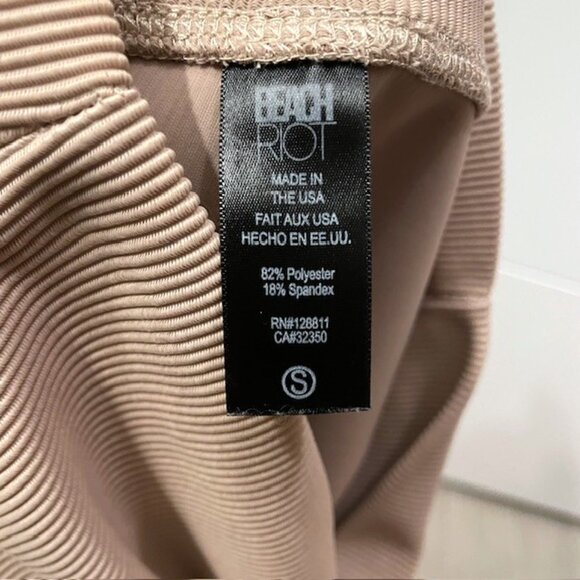 BEACH
RIOT
MADE IN
THE USA
FAIT AUX USA
HECHO EN EE.UU.
82% Polyester
18% Spandex
RN#128811
CA#32350
S